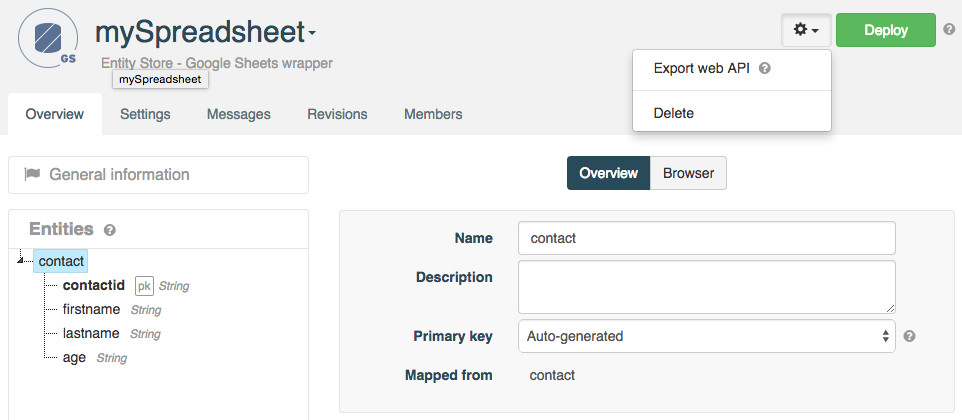 mySpreadsheet
GS
Entity Store - Google Sheets wrapper
mySpreadsheet
Deploy ?
Export web API ?
Delete
Overview Settings Messages Revisions Members
General information
Overview Browser
Entities ?
contact
contactid pk String
firstname String
lastname String
age String
Name contact
Description
Primary key Auto-generated ?
Mapped from contact